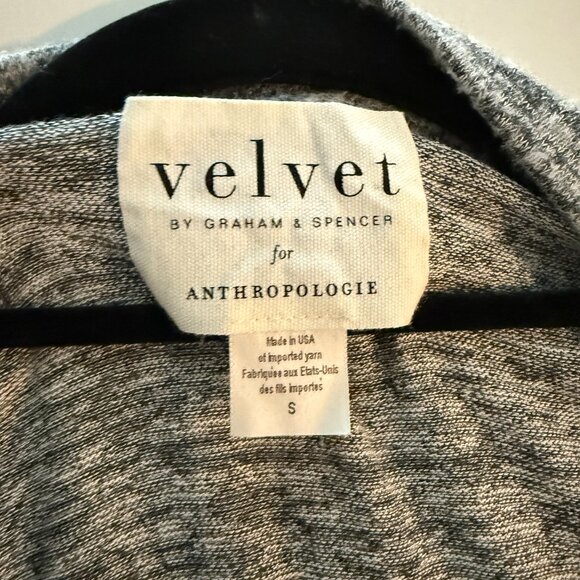 velvet
BY GRAHAM & SPENCER
for
ANTHROPOLOGIE
Made in USA
of imported yarn
Fabriquée aux Etats-Unis
des fils importés
S